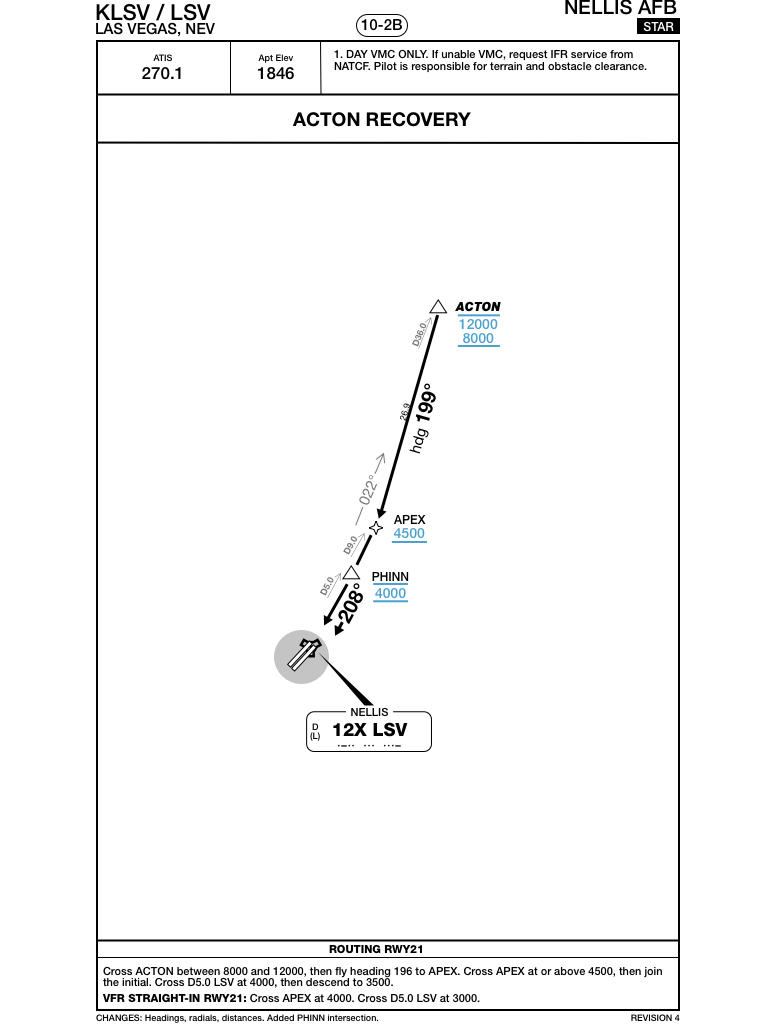 KLSV / LSV
LAS VEGAS, NEV
10-2B
NELLIS AFB
STAR
ATIS
270.1
Apt Elev
1846
1. DAY VMC ONLY. If unable VMC, request IFR service from
NATCF. Pilot is responsible for terrain and obstacle clearance.
ACTON RECOVERY
ACTON
12000
8000
D36.0
26.9
hdg 199°
022°
APEX
4500
D9.0
PHINN
4000
D5.0
208°
NELLIS
D
(L)
12X LSV
.-.. ... ...-
ROUTING RWY21
Cross ACTON between 8000 and 12000, then fly heading 196 to APEX. Cross APEX at or above 4500, then join
the initial. Cross D5.0 LSV at 4000, then descend to 3500.
VFR STRAIGHT-IN RWY21: Cross APEX at 4000. Cross D5.0 LSV at 3000.
CHANGES: Headings, radials, distances. Added PHINN intersection.
REVISION 4